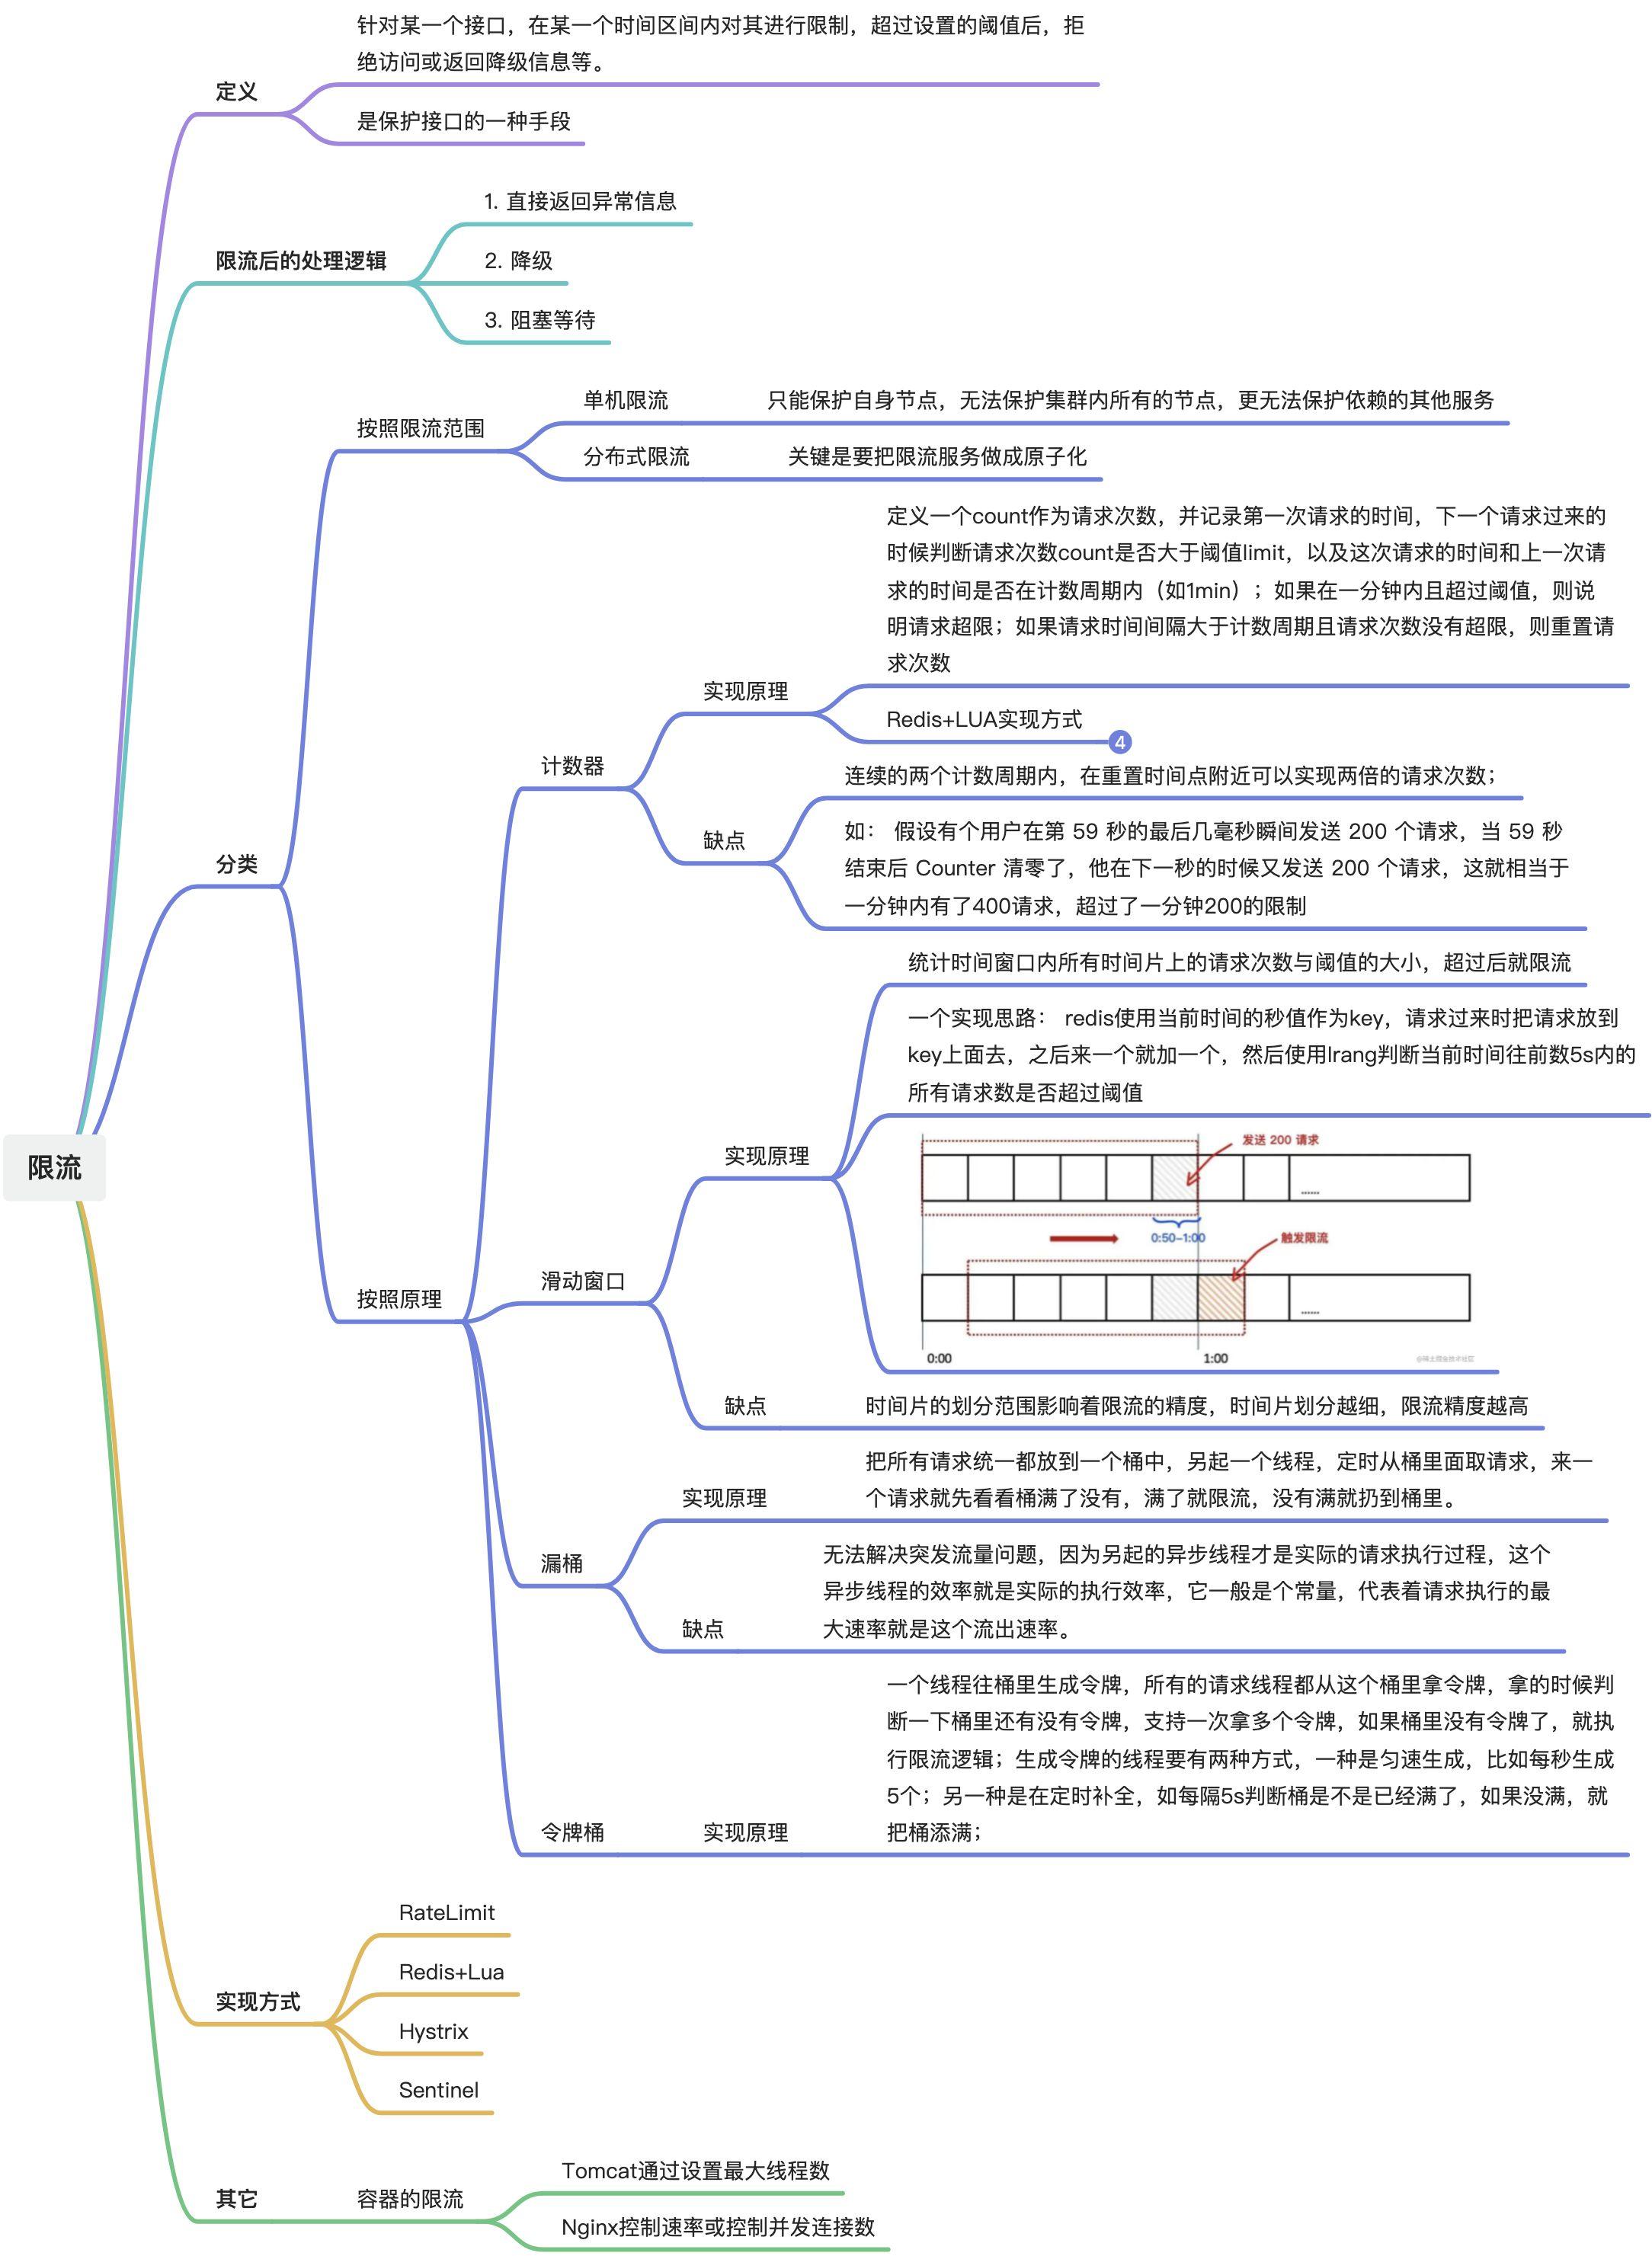 针对某一个接口，在某一个时间区间内对其进行限制，超过设置的阈值后，拒
绝访问或返回降级信息等。
定义
是保护接口的一种手段
1. 直接返回异常信息
限流后的处理逻辑
2. 降级
3. 阻塞等待
单机限流
只能保护自身节点，无法保护集群内所有的节点，更无法保护依赖的其他服务
按照限流范围
分布式限流
关键是要把限流服务做成原子化
定义一个count作为请求次数，并记录第一次请求的时间，下一个请求过来的
时候判断请求次数count是否大于阈值limit，以及这次请求的时间和上一次请
求的时间是否在计数周期内（如1min）；如果在一分钟内且超过阈值，则说
明请求超限；如果请求时间间隔大于计数周期且请求次数没有超限，则重置请
求次数
实现原理
Redis+LUA实现方式
4
计数器
连续的两个计数周期内，在重置时间点附近可以实现两倍的请求次数；
缺点
如： 假设有个用户在第 59 秒的最后几毫秒瞬间发送 200 个请求，当 59 秒
结束后 Counter 清零了，他在下一秒的时候又发送 200 个请求，这就相当于
一分钟内有了400请求，超过了一分钟200的限制
分类
统计时间窗口内所有时间片上的请求次数与阈值的大小，超过后就限流
一个实现思路： redis使用当前时间的秒值作为key，请求过来时把请求放到
key上面去，之后来一个就加一个，然后使用lrang判断当前时间往前数5s内的
所有请求数是否超过阈值
实现原理
发送 200 请求
......
0:50-1:00
触发限流
......
0:00
1:00
@稀土掘金技术社区
限流
滑动窗口
按照原理
缺点
时间片的划分范围影响着限流的精度，时间片划分越细，限流精度越高
把所有请求统一都放到一个桶中，另起一个线程，定时从桶里面取请求，来一
个请求就先看看桶满了没有，满了就限流，没有满就扔到桶里。
实现原理
漏桶
无法解决突发流量问题，因为另起的异步线程才是实际的请求执行过程，这个
异步线程的效率就是实际的执行效率，它一般是个常量，代表着请求执行的最
大速率就是这个流出速率。
缺点
一个线程往桶里生成令牌，所有的请求线程都从这个桶里拿令牌，拿的时候判
断一下桶里还有没有令牌，支持一次拿多个令牌，如果桶里没有令牌了，就执
行限流逻辑；生成令牌的线程要有两种方式，一种是匀速生成，比如每秒生成
5个；另一种是在定时补全，如每隔5s判断桶是不是已经满了，如果没满，就
把桶添满；
令牌桶
实现原理
RateLimit
Redis+Lua
实现方式
Hystrix
Sentinel
Tomcat通过设置最大线程数
其它
容器的限流
Nginx控制速率或控制并发连接数